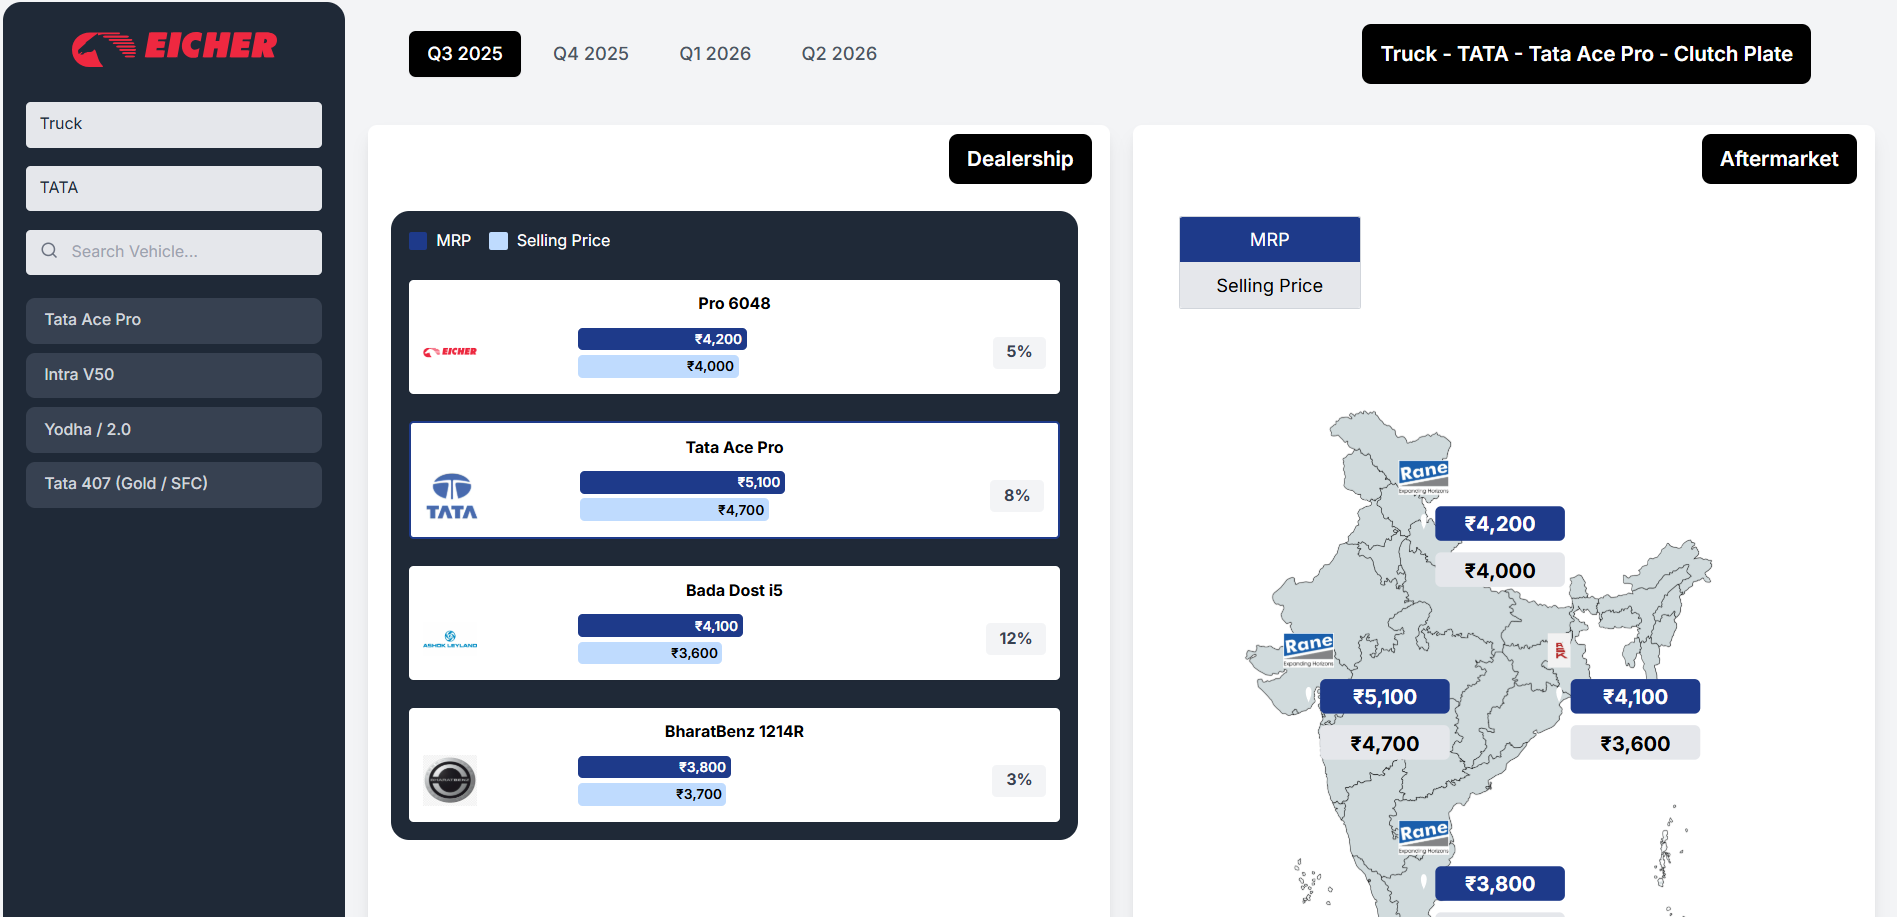 EICHER
Truck
TATA
Search Vehicle...
Tata Ace Pro
Intra V50
Yodha / 2.0
Tata 407 (Gold / SFC)
Q3 2025
Q4 2025
Q1 2026
Q2 2026
Truck - TATA - Tata Ace Pro - Clutch Plate
Dealership
MRP
Selling Price
Pro 6048
EICHER
₹4,200
₹4,000
5%
Tata Ace Pro
TATA
₹5,100
₹4,700
8%
Bada Dost i5
ASHOK LEYLAND
₹4,100
₹3,600
12%
BharatBenz 1214R
BHARATBENZ
₹3,800
₹3,700
3%
Aftermarket
MRP
Selling Price
Rane
Expanding Horizons
₹4,200
₹4,000
Rane
Expanding Horizons
₹5,100
₹4,700
₹4,100
₹3,600
Rane
Expanding Horizons
₹3,800